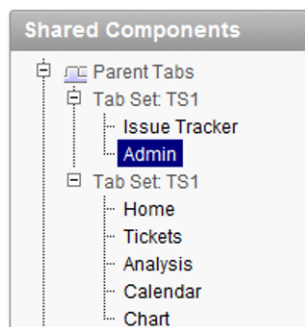 Shared Components
Parent Tabs
Tab Set: TS1
Issue Tracker
Admin
Tab Set: TS1
Home
Tickets
Analysis
Calendar
Chart